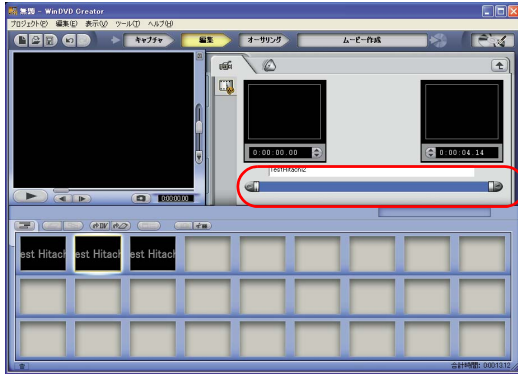 無題 - WinDVD Creator
プロジェクト(P) 編集(E) 表示(V) ツール(T) ヘルプ(H)
キャプチャ 編集 オーサリング ムービー作成
0:00:00.00 0:00:04.14
TestHitachi2
000000
est Hitach est Hitach est Hitach
合計時間: 00:01:3.12